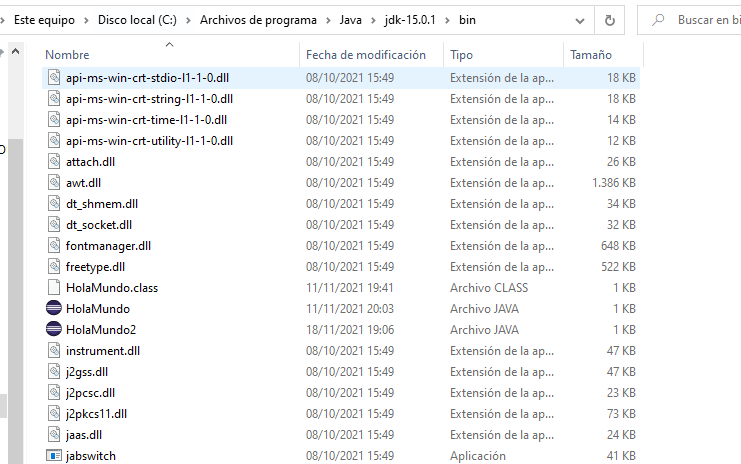 Este equipo > Disco local (C:) > Archivos de programa > Java > jdk-15.0.1 > bin Buscar en bi
Nombre Fecha de modificación Tipo Tamaño
api-ms-win-crt-stdio-l1-1-0.dll 08/10/2021 15:49 Extensión de la ap... 18 KB
api-ms-win-crt-string-l1-1-0.dll 08/10/2021 15:49 Extensión de la ap... 18 KB
api-ms-win-crt-time-l1-1-0.dll 08/10/2021 15:49 Extensión de la ap... 14 KB
api-ms-win-crt-utility-l1-1-0.dll 08/10/2021 15:49 Extensión de la ap... 12 KB
attach.dll 08/10/2021 15:49 Extensión de la ap... 26 KB
awt.dll 08/10/2021 15:49 Extensión de la ap... 1.386 KB
dt_shmem.dll 08/10/2021 15:49 Extensión de la ap... 34 KB
dt_socket.dll 08/10/2021 15:49 Extensión de la ap... 32 KB
fontmanager.dll 08/10/2021 15:49 Extensión de la ap... 648 KB
freetype.dll 08/10/2021 15:49 Extensión de la ap... 522 KB
HolaMundo.class 11/11/2021 19:41 Archivo CLASS 1 KB
HolaMundo 11/11/2021 20:03 Archivo JAVA 1 KB
HolaMundo2 18/11/2021 19:06 Archivo JAVA 1 KB
instrument.dll 08/10/2021 15:49 Extensión de la ap... 47 KB
j2gss.dll 08/10/2021 15:49 Extensión de la ap... 47 KB
j2pcsc.dll 08/10/2021 15:49 Extensión de la ap... 23 KB
j2pkcs11.dll 08/10/2021 15:49 Extensión de la ap... 73 KB
jaas.dll 08/10/2021 15:49 Extensión de la ap... 24 KB
jabswitch 08/10/2021 15:49 Aplicación 41 KB